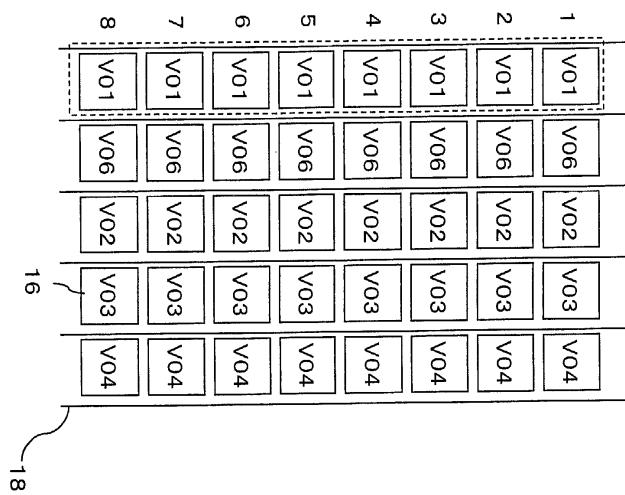 1 V01 V06 V02 V03 V04
2 V01 V06 V02 V03 V04
3 V01 V06 V02 V03 V04
4 V01 V06 V02 V03 V04
5 V01 V06 V02 V03 V04
6 V01 V06 V02 V03 V04
7 V01 V06 V02 V03 V04
8 V01 V06 V02 V03 V04
16
18